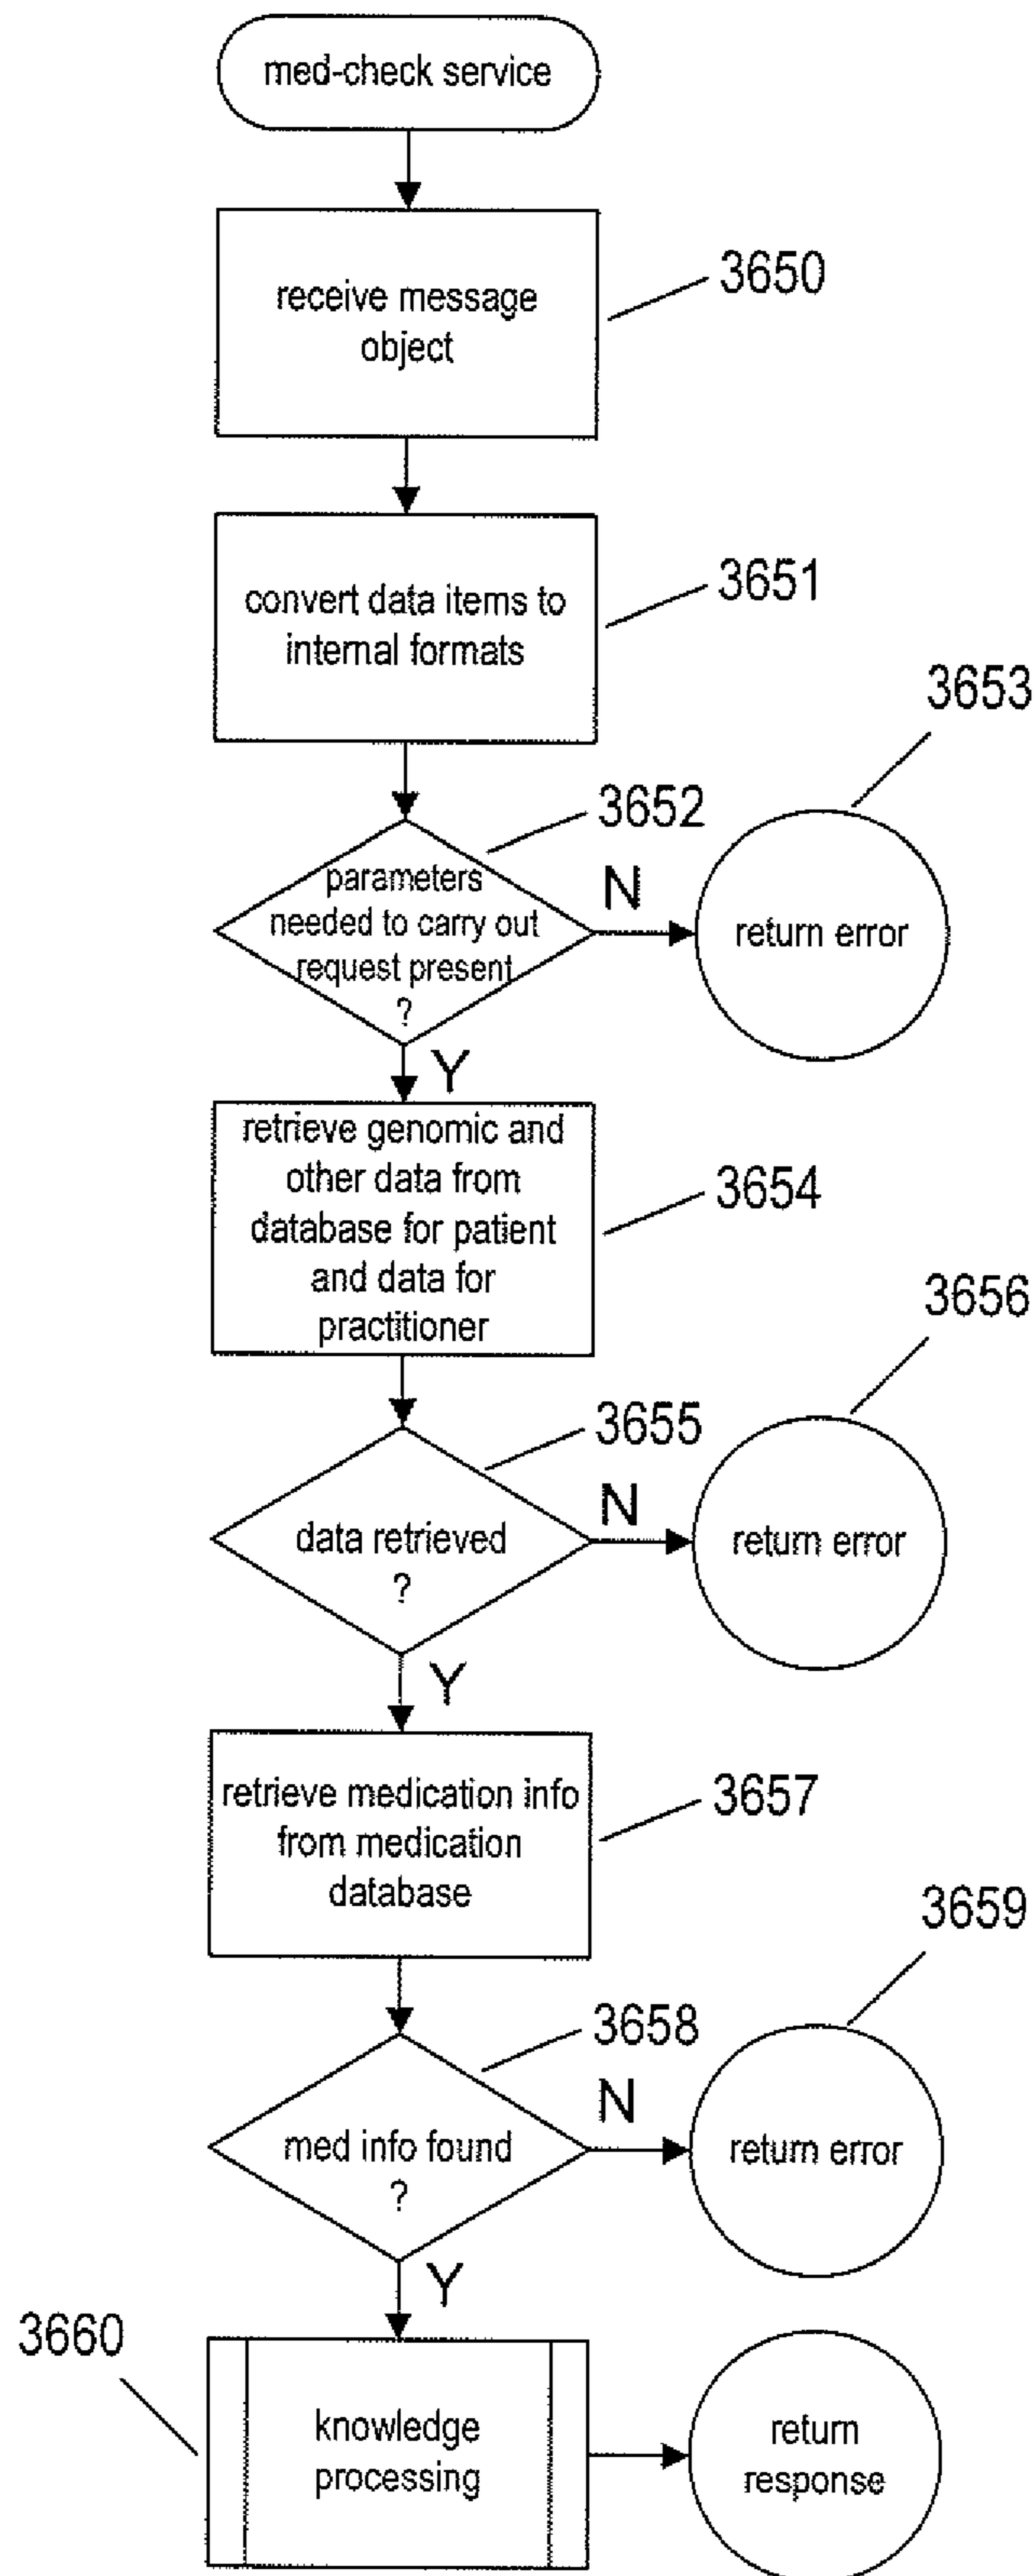 med-check service
receive message
object
3650
convert data items to
internal formats
3651
3652
3653
parameters
needed to carry out
request present
?
N
return error
Y
retrieve genomic and
other data from
database for patient
and data for
practitioner
3654
3655
3656
data retrieved
?
N
return error
Y
retrieve medication info
from medication
database
3657
3658
3659
med info found
?
N
return error
Y
3660
knowledge
processing
return
response